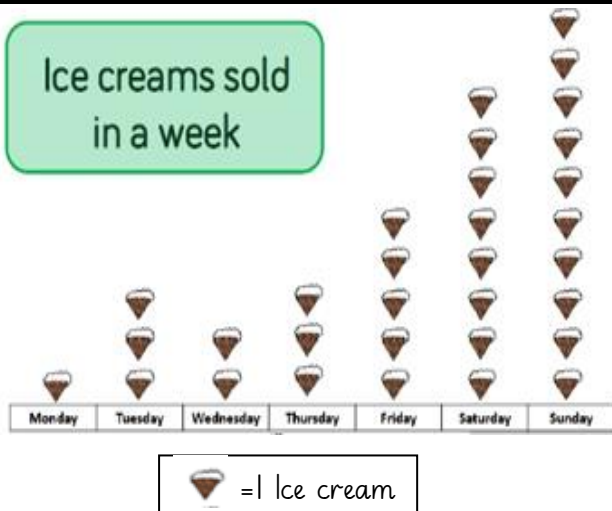 Ice creams sold
in a week
Monday Tuesday Wednesday Thursday Friday Saturday Sunday
=1 Ice cream